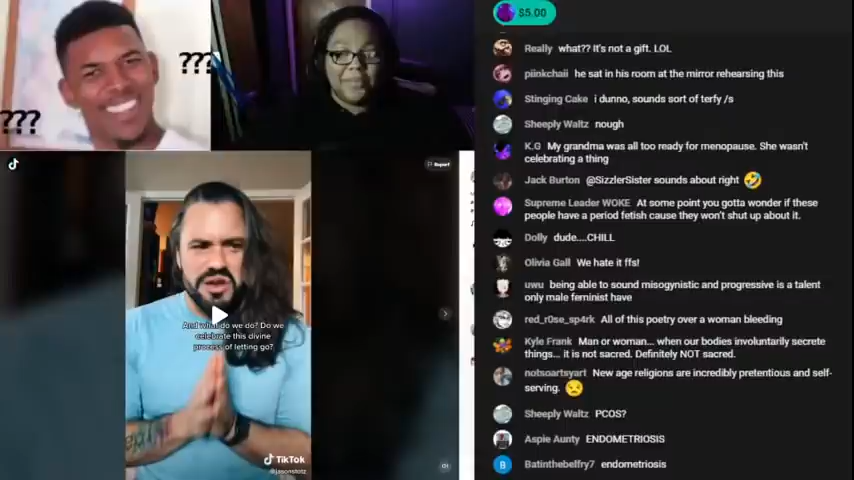 $5.00
???
???
Really what?? It's not a gift. LOL
piinkchaii he sat in his room at the mirror rehearsing this
Stinging Cake i dunno, sounds sort of terfy /s
Sheeply Waltz nough
K.G My grandma was all too ready for menopause. She wasn't
celebrating a thing
Jack Burton @SizzlerSister sounds about right 🤣
Supreme Leader WOKE At some point you gotta wonder if these
people have a period fetish cause they won't shut up about it.
Dolly dude....CHILL
Olivia Gall We hate it ffs!
uwu being able to sound misogynistic and progressive is a talent
only male feminist have
red_r0se_sp4rk All of this poetry over a woman bleeding
Kyle Frank Man or woman... when our bodies involuntarily secrete
things... it is not sacred. Definitely NOT sacred.
notsoartsyart New age religions are incredibly pretentious and self-
serving. 😣
Sheeply Waltz PCOS?
Aspie Aunty ENDOMETRIOSIS
B
Batinthebelfry7 endometriosis
Report
And what do we do? Do we
celebrate this divine
process of letting go?
TikTok
@jasonstotz